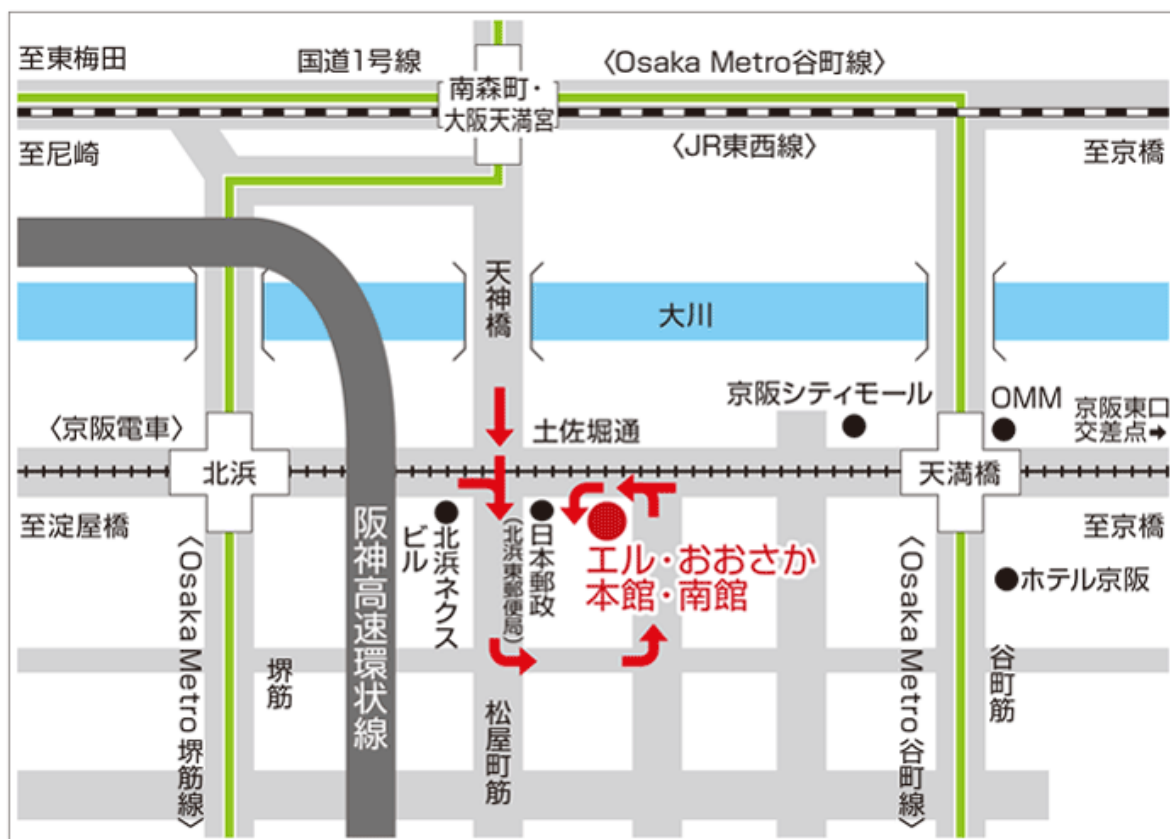 至東梅田
国道1号線
〈Osaka Metro谷町線〉
南森町・
大阪天満宮
〈JR東西線〉
至尼崎
至京橋
天神橋
大川
京阪シティモール
OMM
京阪東口
交差点➡
〈京阪電車〉
土佐堀通
北浜
天満橋
至淀屋橋
至京橋
北浜ネクス
ビル
日本郵政
(北浜東郵便局)
エル・おおさか
本館・南館
ホテル京阪
阪神高速環状線
〈Osaka Metro堺筋線〉
堺筋
松屋町筋
〈Osaka Metro谷町線〉
谷町筋